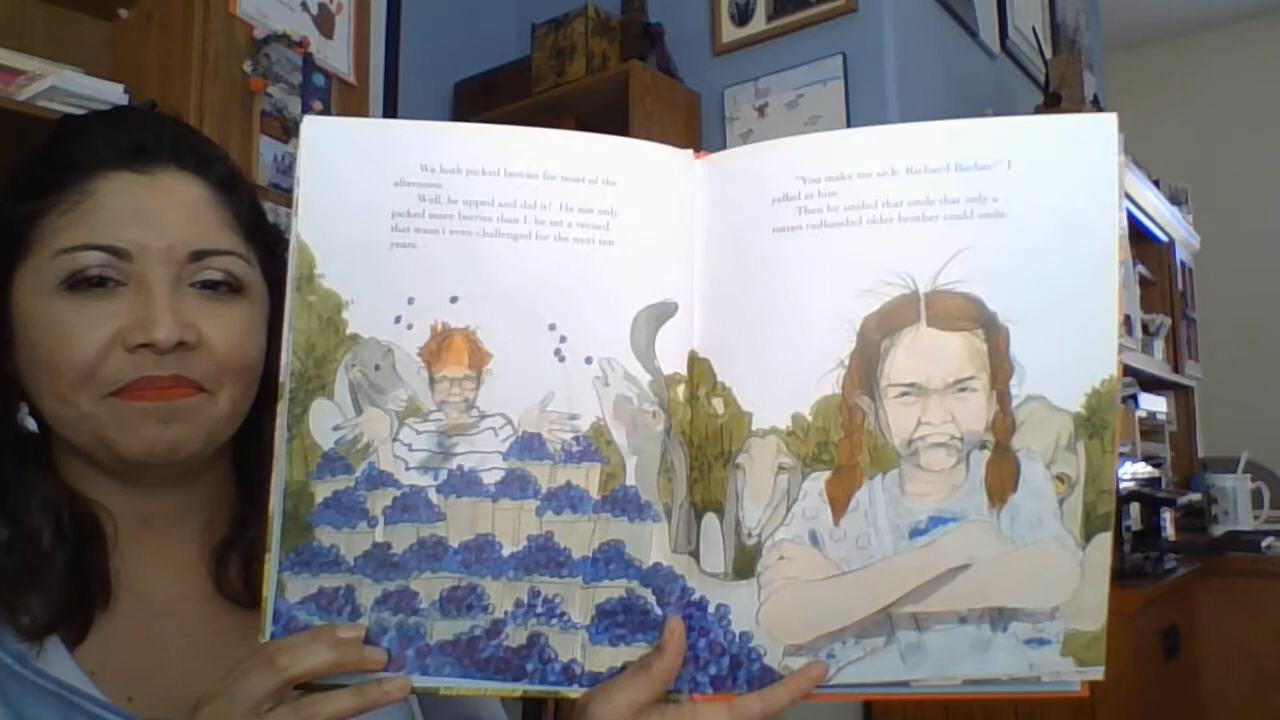 We both picked berries for most of the
afternoon.
Well, he upped and did it! He not only
picked more berries than I, he set a record
that wasn't even challenged for the next ten
years.
"You make me sick, Richard Barber!" I
yelled at him.
Then he smiled that smile that only a
rotten redheaded older brother could smile.